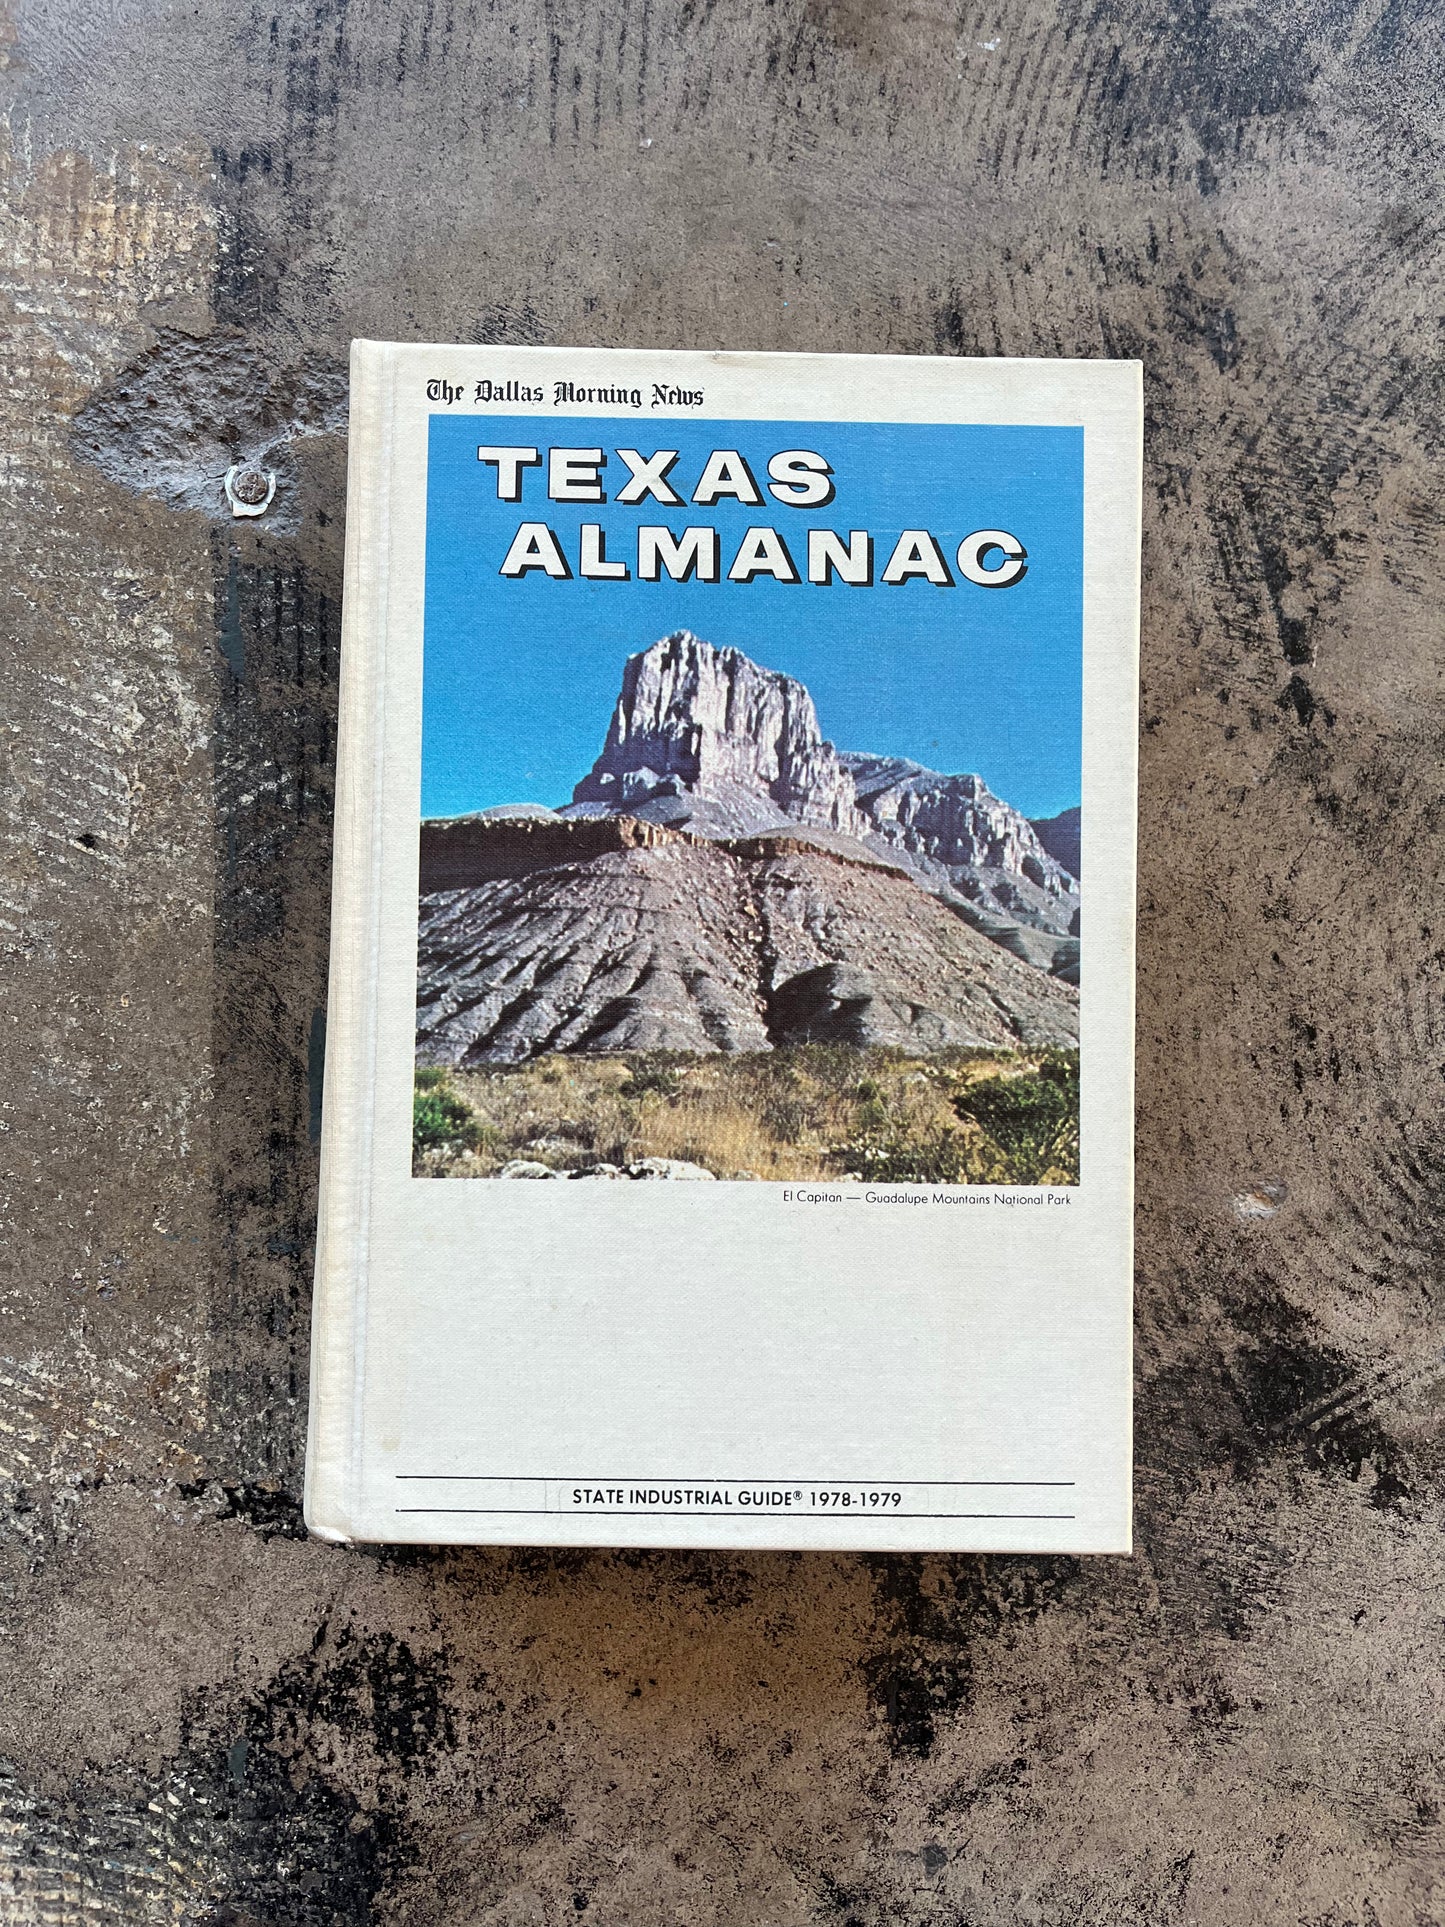 The Dallas Morning News
TEXAS
ALMANAC
El Capitan — Guadalupe Mountains National Park
STATE INDUSTRIAL GUIDE® 1978-1979